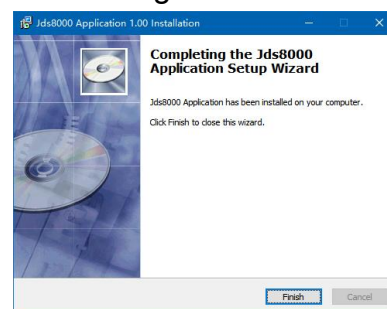 Jds8000 Application 1.00 Installation
Completing the Jds8000
Application Setup Wizard
Jds8000 Application has been installed on your computer.
Click Finish to close this wizard.
Finish
Cancel